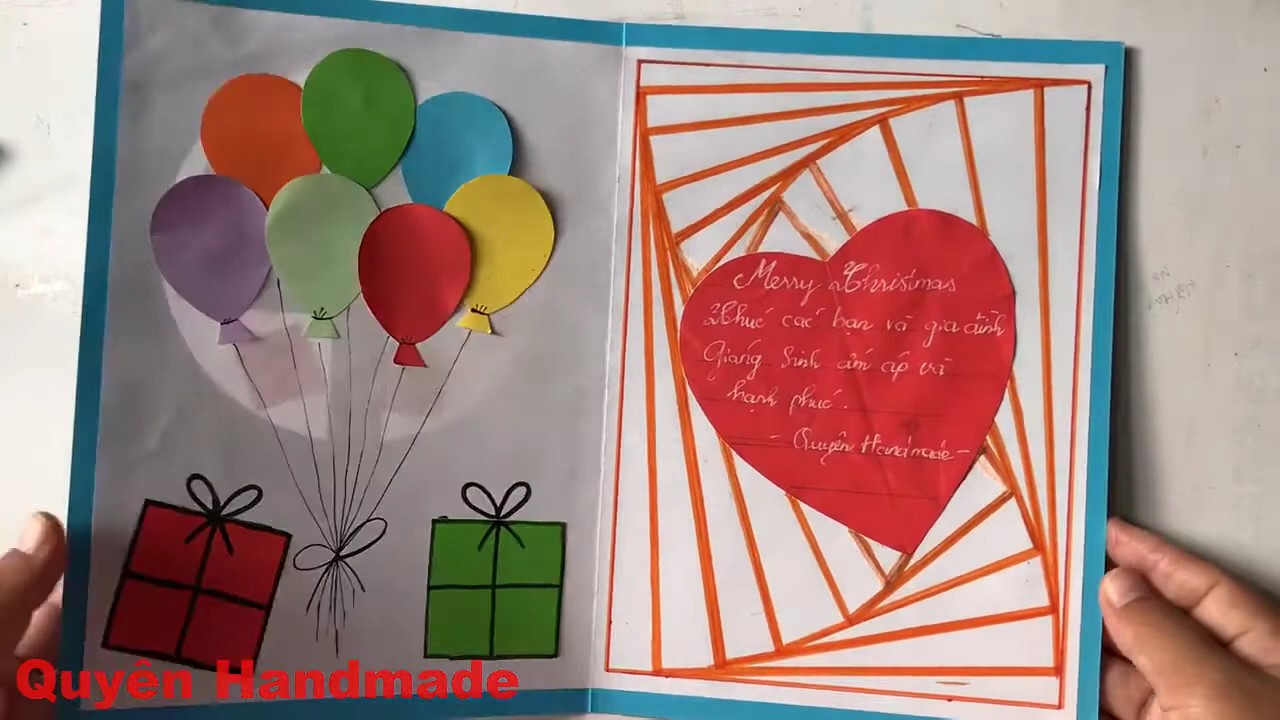 Merry Christmas
Chúc các bạn và gia đình
Giáng Sinh ấm áp và
hạnh phúc.
- Quyên Handmade -
Quyên Handmade